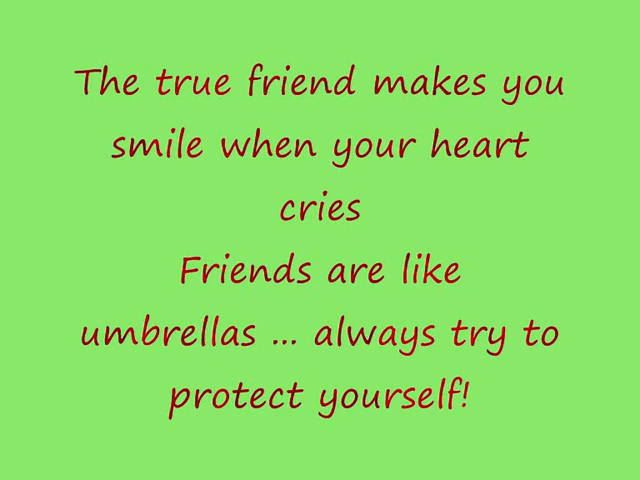 The true friend makes you
smile when your heart
cries
Friends are like
umbrellas ... always try to
protect yourself!